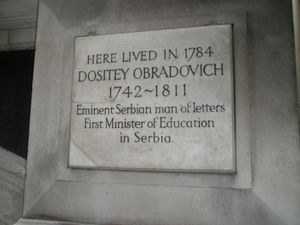 HERE LIVED IN 1784
DOSITEY OBRADOVICH
1742~1811
Eminent Serbian man of letters
First Minister of Education
in Serbia